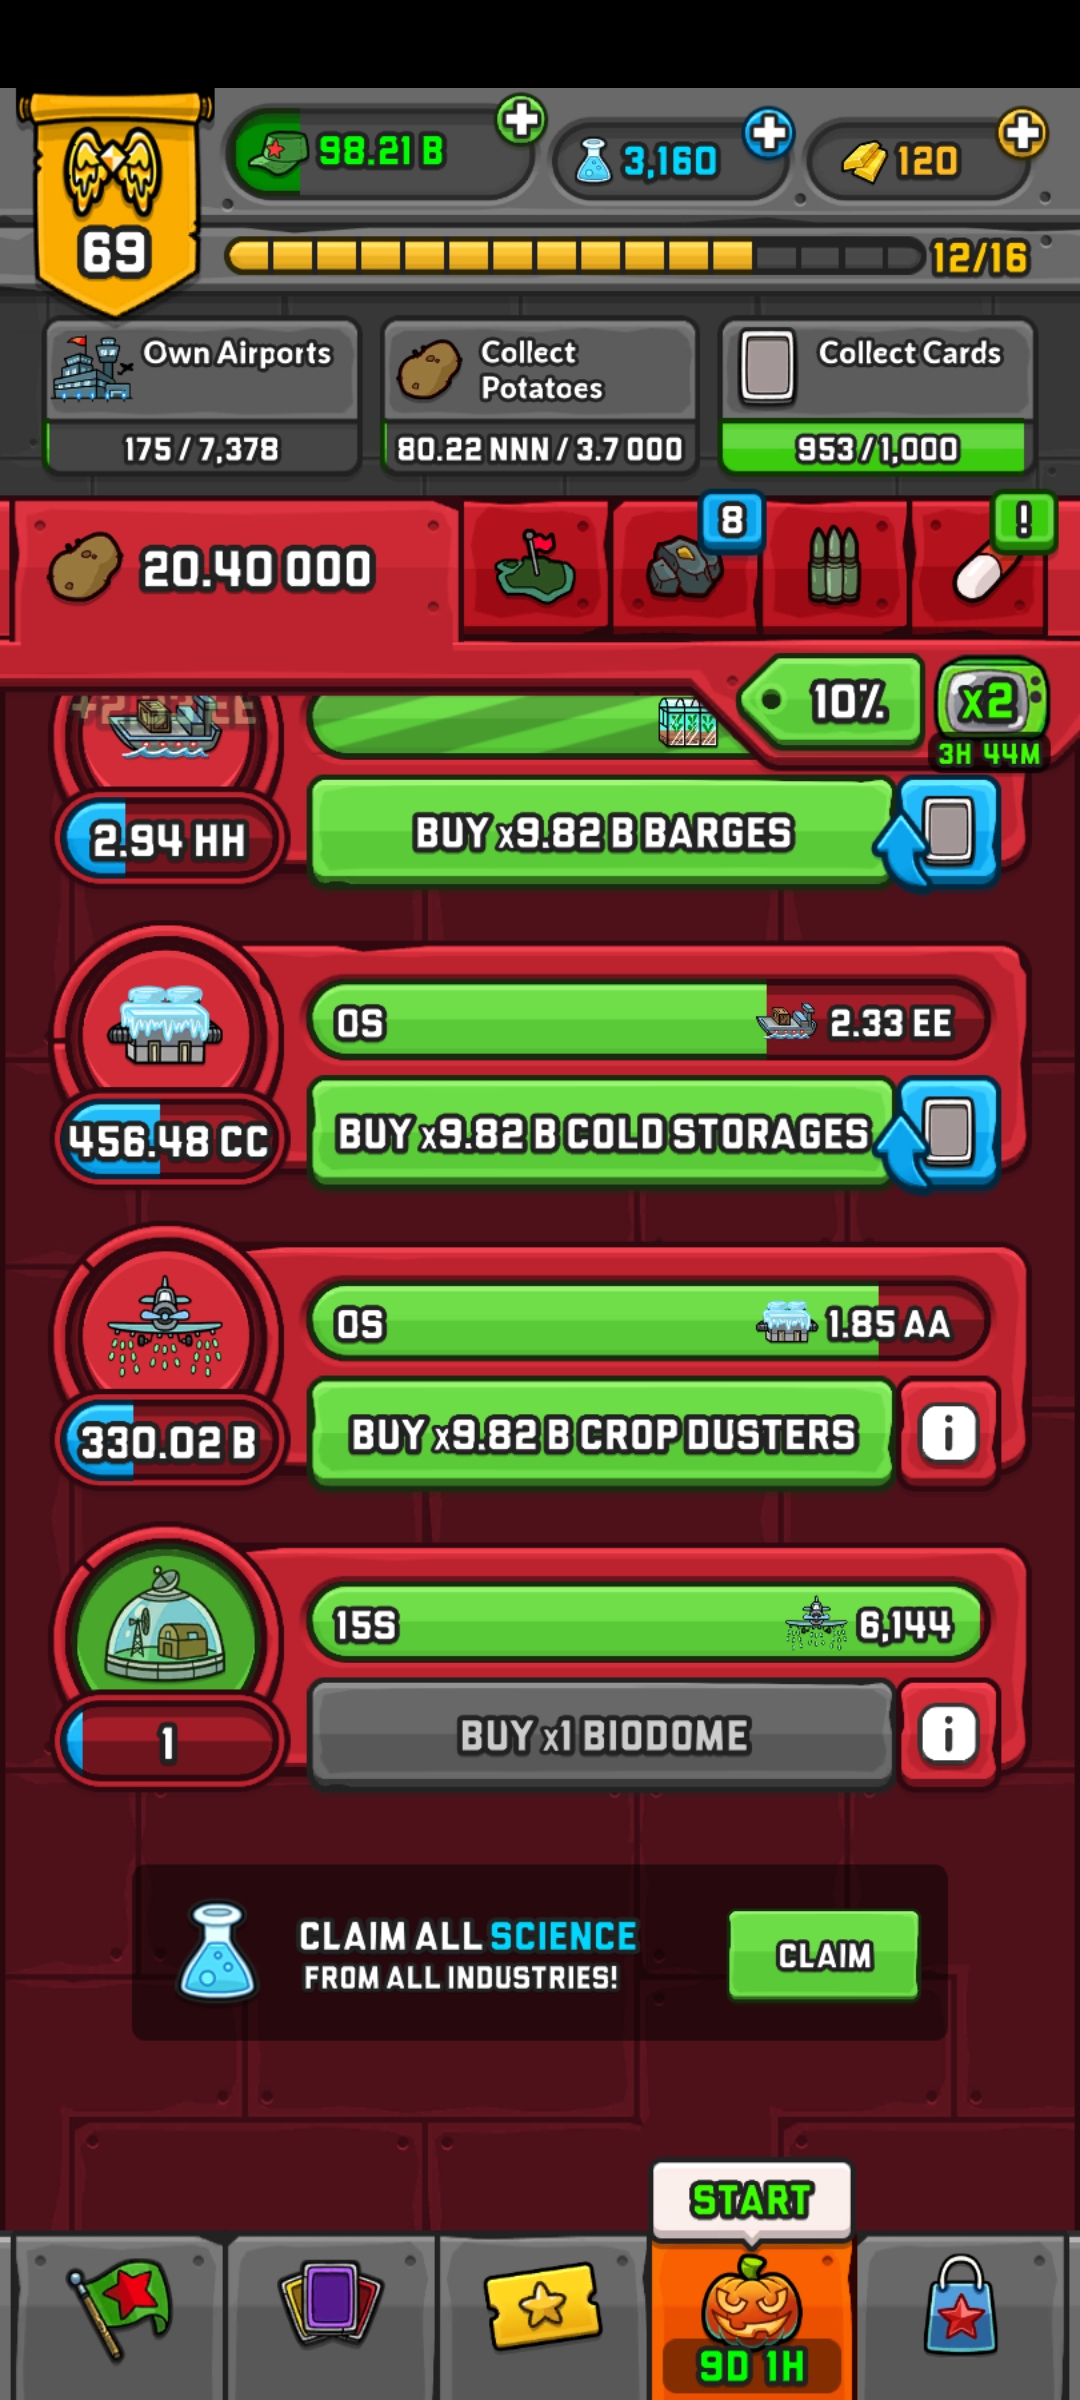 98.21 B
3,160
120
69
12/16
Own Airports
175 / 7,378
Collect
Potatoes
80.22 NNN / 3.7 OOO
Collect Cards
953 / 1,000
20.40 OOO
8
!
10%
x2
3H 44M
2.94 HH
BUY x9.82 B BARGES
0S
2.33 EE
456.48 CC
BUY x9.82 B COLD STORAGES
0S
1.85 AA
330.02 B
BUY x9.82 B CROP DUSTERS
i
15S
6,144
1
BUY x1 BIODOME
i
CLAIM ALL SCIENCE
FROM ALL INDUSTRIES!
CLAIM
START
9D 1H